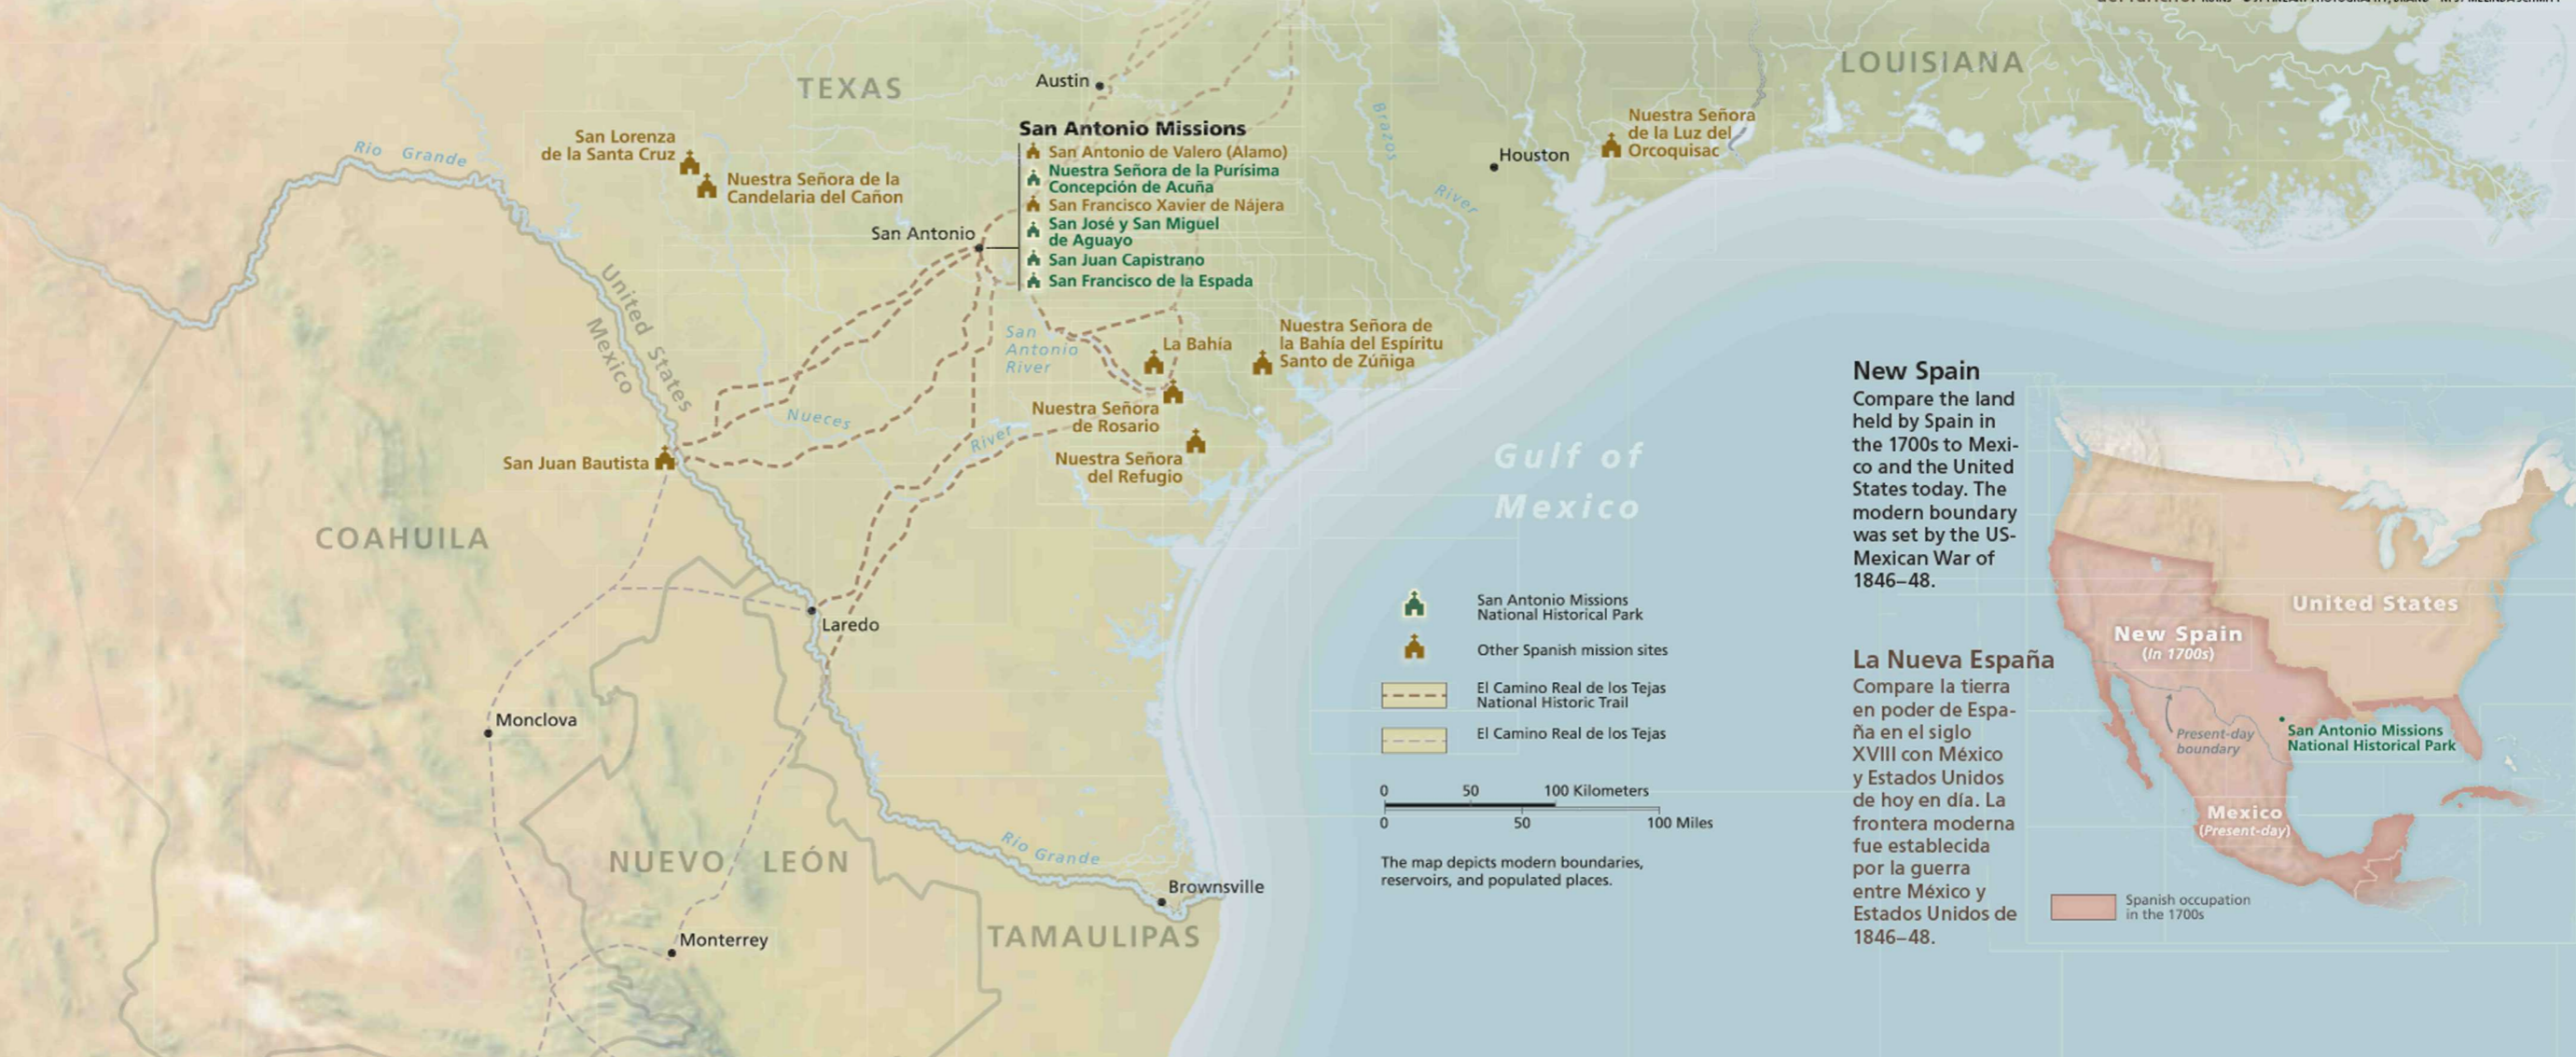 TEXAS
LOUISIANA
Austin
San Antonio Missions
San Antonio de Valero (Alamo)
Nuestra Señora de la Purísima
Concepción de Acuña
San Francisco Xavier de Nájera
San José y San Miguel
de Aguayo
San Juan Capistrano
San Francisco de la Espada
San Lorenza
de la Santa Cruz
Nuestra Señora de la
Candelaria del Cañon
Rio Grande
Brazos
River
Houston
Nuestra Señora
de la Luz del
Orcoquisac
San Antonio
United States
Mexico
San
Antonio
River
La Bahía
Nuestra Señora de
la Bahía del Espíritu
Santo de Zúñiga
Nuestra Señora
de Rosario
Nuestra Señora
del Refugio
Nueces
River
San Juan Bautista
COAHUILA
Gulf of
Mexico
Laredo
Monclova
NUEVO LEÓN
Monterrey
Río Grande
Brownsville
TAMAULIPAS
San Antonio Missions
National Historical Park
Other Spanish mission sites
El Camino Real de los Tejas
National Historic Trail
El Camino Real de los Tejas
0 50 100 Kilometers
0 50 100 Miles
The map depicts modern boundaries,
reservoirs, and populated places.
New Spain
Compare the land
held by Spain in
the 1700s to Mexi-
co and the United
States today. The
modern boundary
was set by the US-
Mexican War of
1846–48.
La Nueva España
Compare la tierra
en poder de Espa-
ña en el siglo
XVIII con México
y Estados Unidos
de hoy en día. La
frontera moderna
fue establecida
por la guerra
entre México y
Estados Unidos de
1846–48.
United States
New Spain
(In 1700s)
Present-day
boundary
San Antonio Missions
National Historical Park
Mexico
(Present-day)
Spanish occupation
in the 1700s